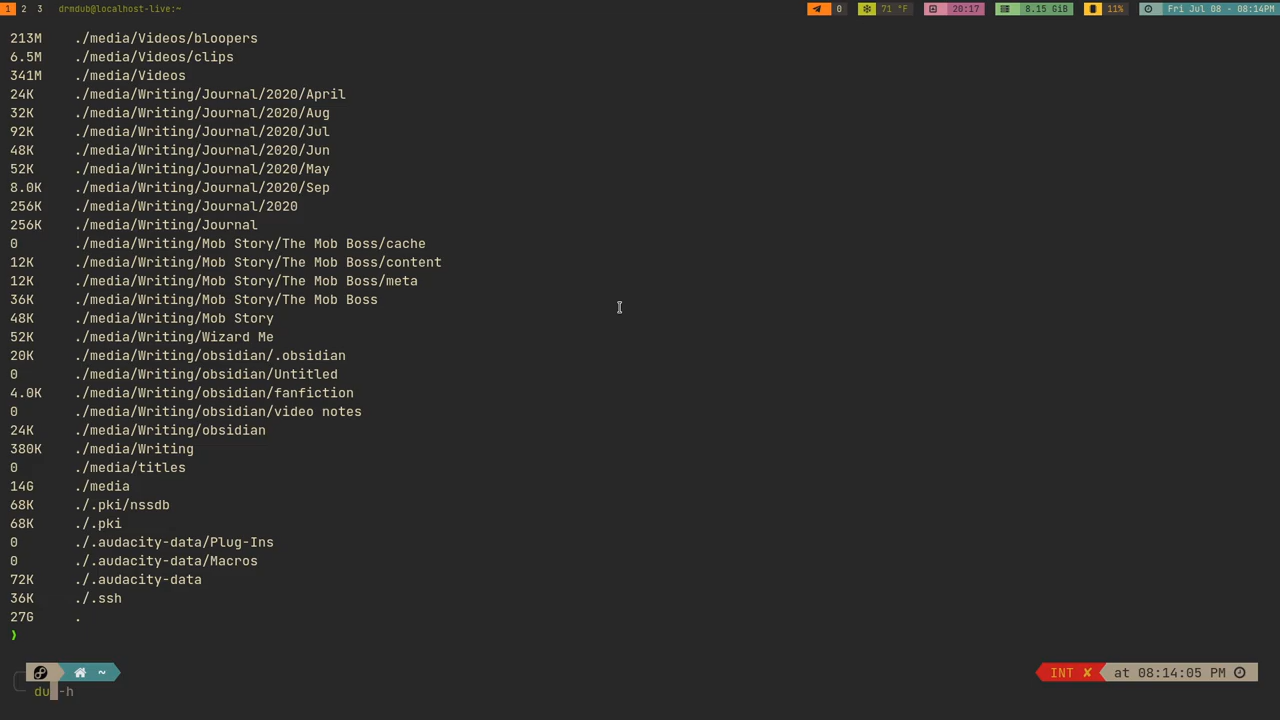 1 2 3 drmdub@localhost-live:~ 0 71 °F 20:17 8.15 GiB 11% Fri Jul 08 - 08:14PM
213M ./media/Videos/bloopers
6.5M ./media/Videos/clips
341M ./media/Videos
24K ./media/Writing/Journal/2020/April
32K ./media/Writing/Journal/2020/Aug
92K ./media/Writing/Journal/2020/Jul
48K ./media/Writing/Journal/2020/Jun
52K ./media/Writing/Journal/2020/May
8.0K ./media/Writing/Journal/2020/Sep
256K ./media/Writing/Journal/2020
256K ./media/Writing/Journal
0 ./media/Writing/Mob Story/The Mob Boss/cache
12K ./media/Writing/Mob Story/The Mob Boss/content
12K ./media/Writing/Mob Story/The Mob Boss/meta
36K ./media/Writing/Mob Story/The Mob Boss
48K ./media/Writing/Mob Story
52K ./media/Writing/Wizard Me
20K ./media/Writing/obsidian/.obsidian
0 ./media/Writing/obsidian/Untitled
4.0K ./media/Writing/obsidian/fanfiction
0 ./media/Writing/obsidian/video notes
24K ./media/Writing/obsidian
380K ./media/Writing
0 ./media/titles
14G ./media
68K ./.pki/nssdb
68K ./.pki
0 ./.audacity-data/Plug-Ins
0 ./.audacity-data/Macros
72K ./.audacity-data
36K ./.ssh
27G .
❯
~ INT ✘ at 08:14:05 PM
du -h